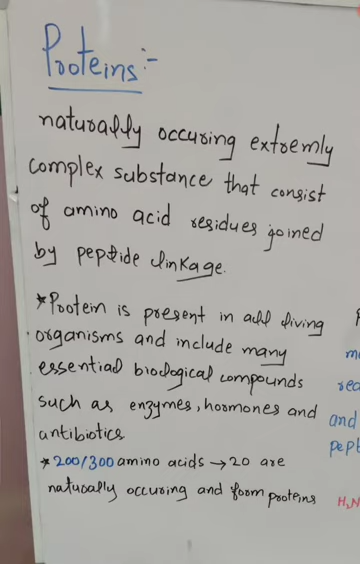 Proteins :-
naturally occuring extremly
complex substance that consist
of amino acid residues joined
by peptide linkage.
*Protein is present in all living
organisms and include many
essential biological compounds
such as enzymes, hormones and
antibiotics
* 200/300 amino acids → 20 are
naturally occuring and form proteins
and
H₂N